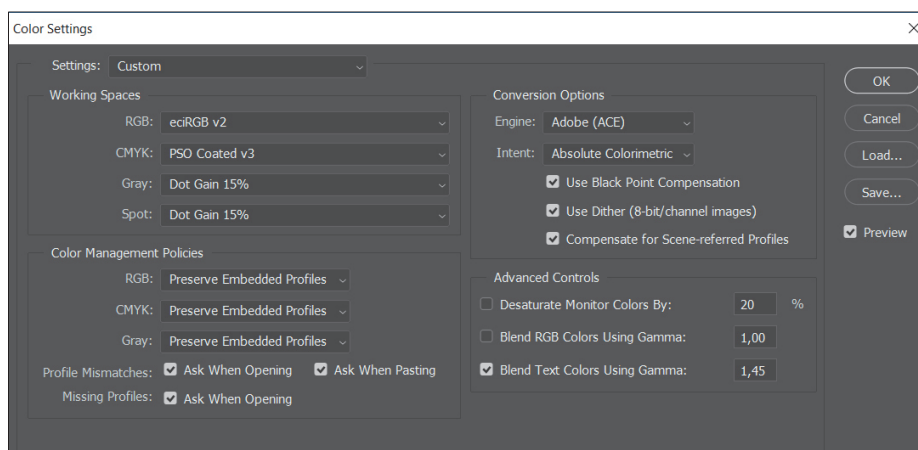 Color Settings
Settings: Custom
Working Spaces
RGB: eciRGB v2
CMYK: PSO Coated v3
Gray: Dot Gain 15%
Spot: Dot Gain 15%
Color Management Policies
RGB: Preserve Embedded Profiles
CMYK: Preserve Embedded Profiles
Gray: Preserve Embedded Profiles
Profile Mismatches: Ask When Opening Ask When Pasting
Missing Profiles: Ask When Opening
Conversion Options
Engine: Adobe (ACE)
Intent: Absolute Colorimetric
Use Black Point Compensation
Use Dither (8-bit/channel images)
Compensate for Scene-referred Profiles
Advanced Controls
Desaturate Monitor Colors By: 20 %
Blend RGB Colors Using Gamma: 1,00
Blend Text Colors Using Gamma: 1,45
OK
Cancel
Load...
Save...
Preview